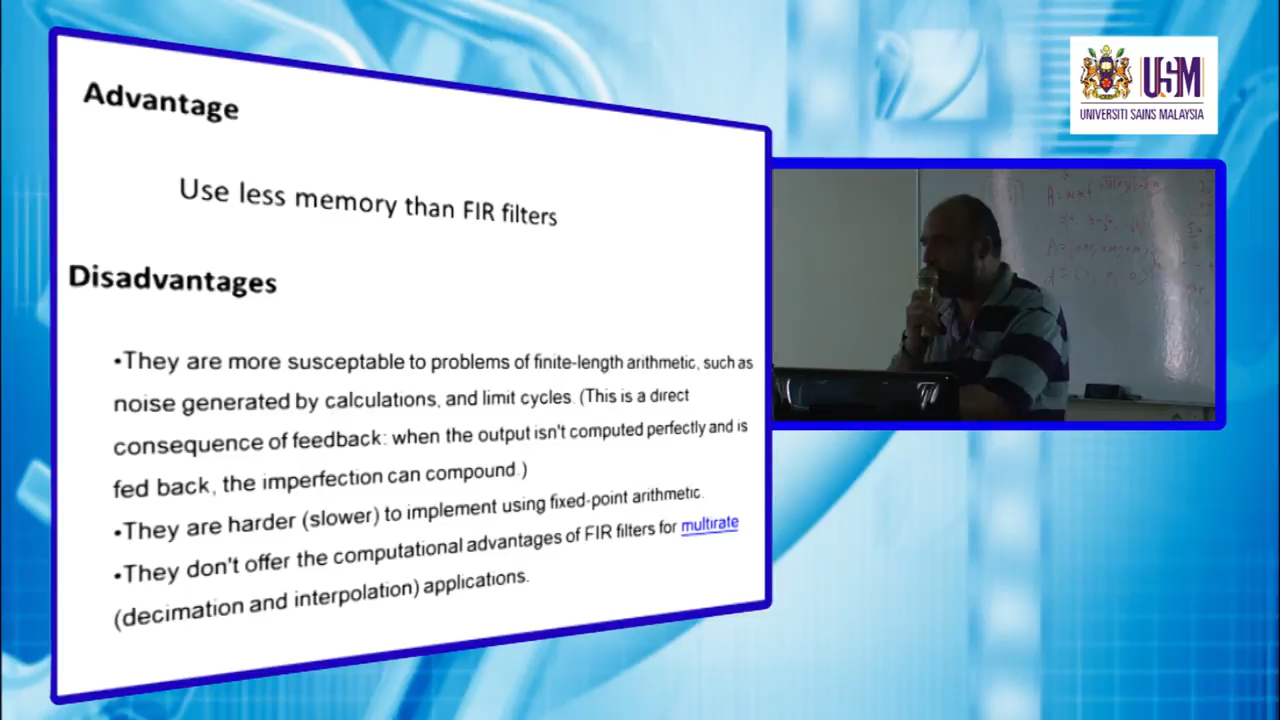 Advantage
Use less memory than FIR filters
Disadvantages
•They are more susceptable to problems of finite-length arithmetic, such as
noise generated by calculations, and limit cycles. (This is a direct
consequence of feedback: when the output isn't computed perfectly and is
fed back, the imperfection can compound.)
•They are harder (slower) to implement using fixed-point arithmetic.
•They don't offer the computational advantages of FIR filters for multirate
(decimation and interpolation) applications.
USM
UNIVERSITI SAINS MALAYSIA